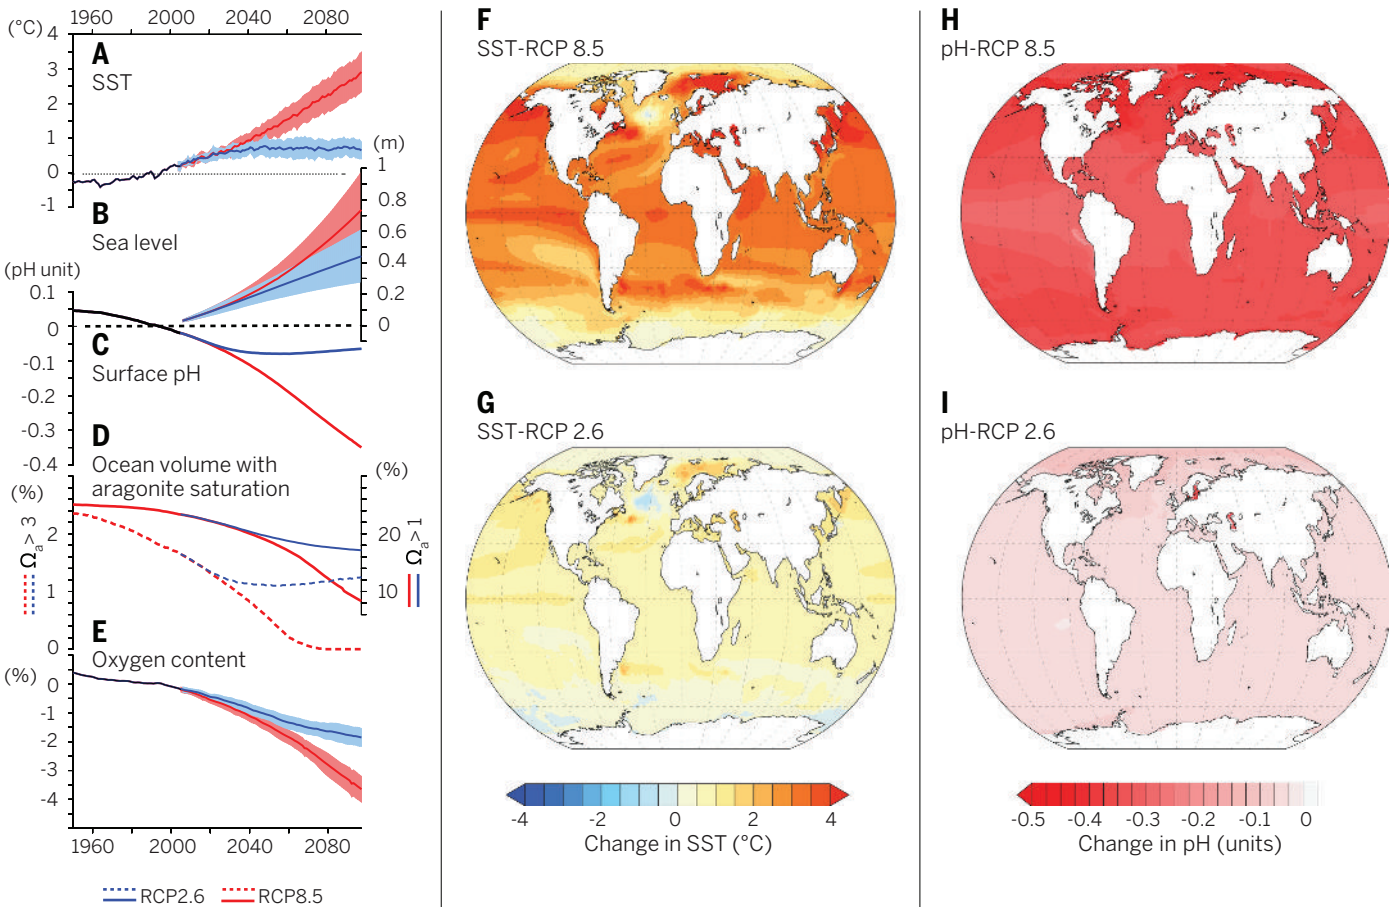 1960 2000 2040 2080
(°C)
4
3
2
1
0
-1
A
SST
(m)
1
0.8
0.6
0.4
0.2
0
B
Sea level
(pH unit)
0.1
0
-0.1
-0.2
-0.3
-0.4
C
Surface pH
D
Ocean volume with
aragonite saturation
(%)
2
1
0
Ωa> 3
(%)
20
10
Ωa> 1
E
Oxygen content
(%)
0
-1
-2
-3
-4
1960 2000 2040 2080
RCP2.6 RCP8.5
F
SST-RCP 8.5
G
SST-RCP 2.6
-4 -2 0 2 4
Change in SST (°C)
H
pH-RCP 8.5
I
pH-RCP 2.6
-0.5 -0.4 -0.3 -0.2 -0.1 0
Change in pH (units)